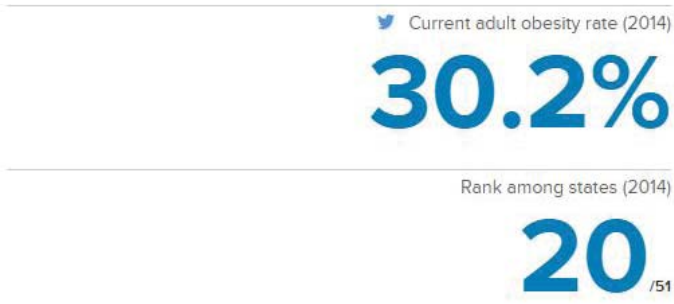 Current adult obesity rate (2014)
30.2%
Rank among states (2014)
20/51